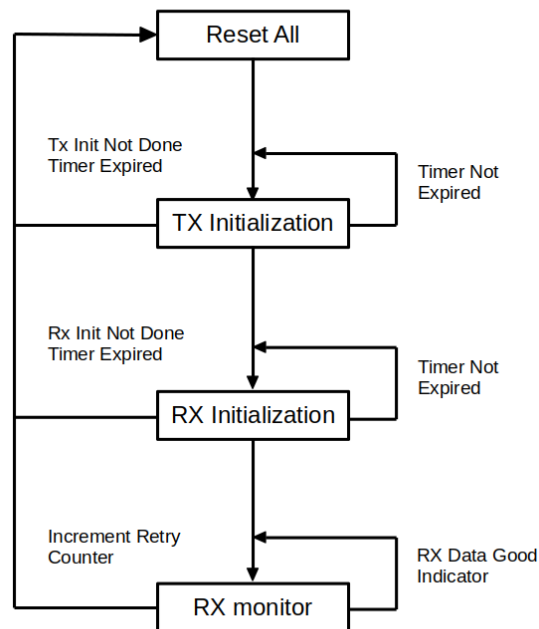 Reset All
Tx Init Not Done
Timer Expired
Timer Not
Expired
TX Initialization
Rx Init Not Done
Timer Expired
Timer Not
Expired
RX Initialization
Increment Retry
Counter
RX Data Good
Indicator
RX monitor